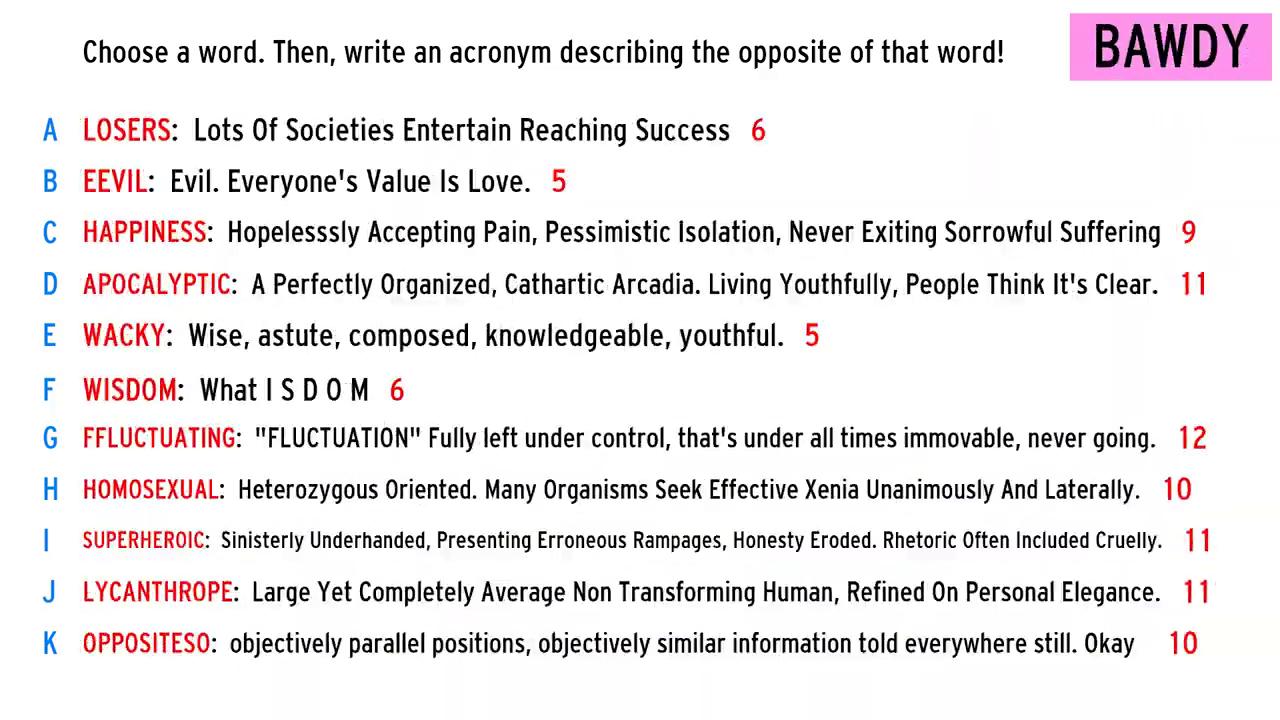 Choose a word. Then, write an acronym describing the opposite of that word!
BAWDY
A LOSERS: Lots Of Societies Entertain Reaching Success 6
B EEVIL: Evil. Everyone's Value Is Love. 5
C HAPPINESS: Hopelesssly Accepting Pain, Pessimistic Isolation, Never Exiting Sorrowful Suffering 9
D APOCALYPTIC: A Perfectly Organized, Cathartic Arcadia. Living Youthfully, People Think It's Clear. 11
E WACKY: Wise, astute, composed, knowledgeable, youthful. 5
F WISDOM: What I S D O M 6
G FFLUCTUATING: "FLUCTUATION" Fully left under control, that's under all times immovable, never going. 12
H HOMOSEXUAL: Heterozygous Oriented. Many Organisms Seek Effective Xenia Unanimously And Laterally. 10
I SUPERHEROIC: Sinisterly Underhanded, Presenting Erroneous Rampages, Honesty Eroded. Rhetoric Often Included Cruelly. 11
J LYCANTHROPE: Large Yet Completely Average Non Transforming Human, Refined On Personal Elegance. 11
K OPPOSITESO: objectively parallel positions, objectively similar information told everywhere still. Okay 10